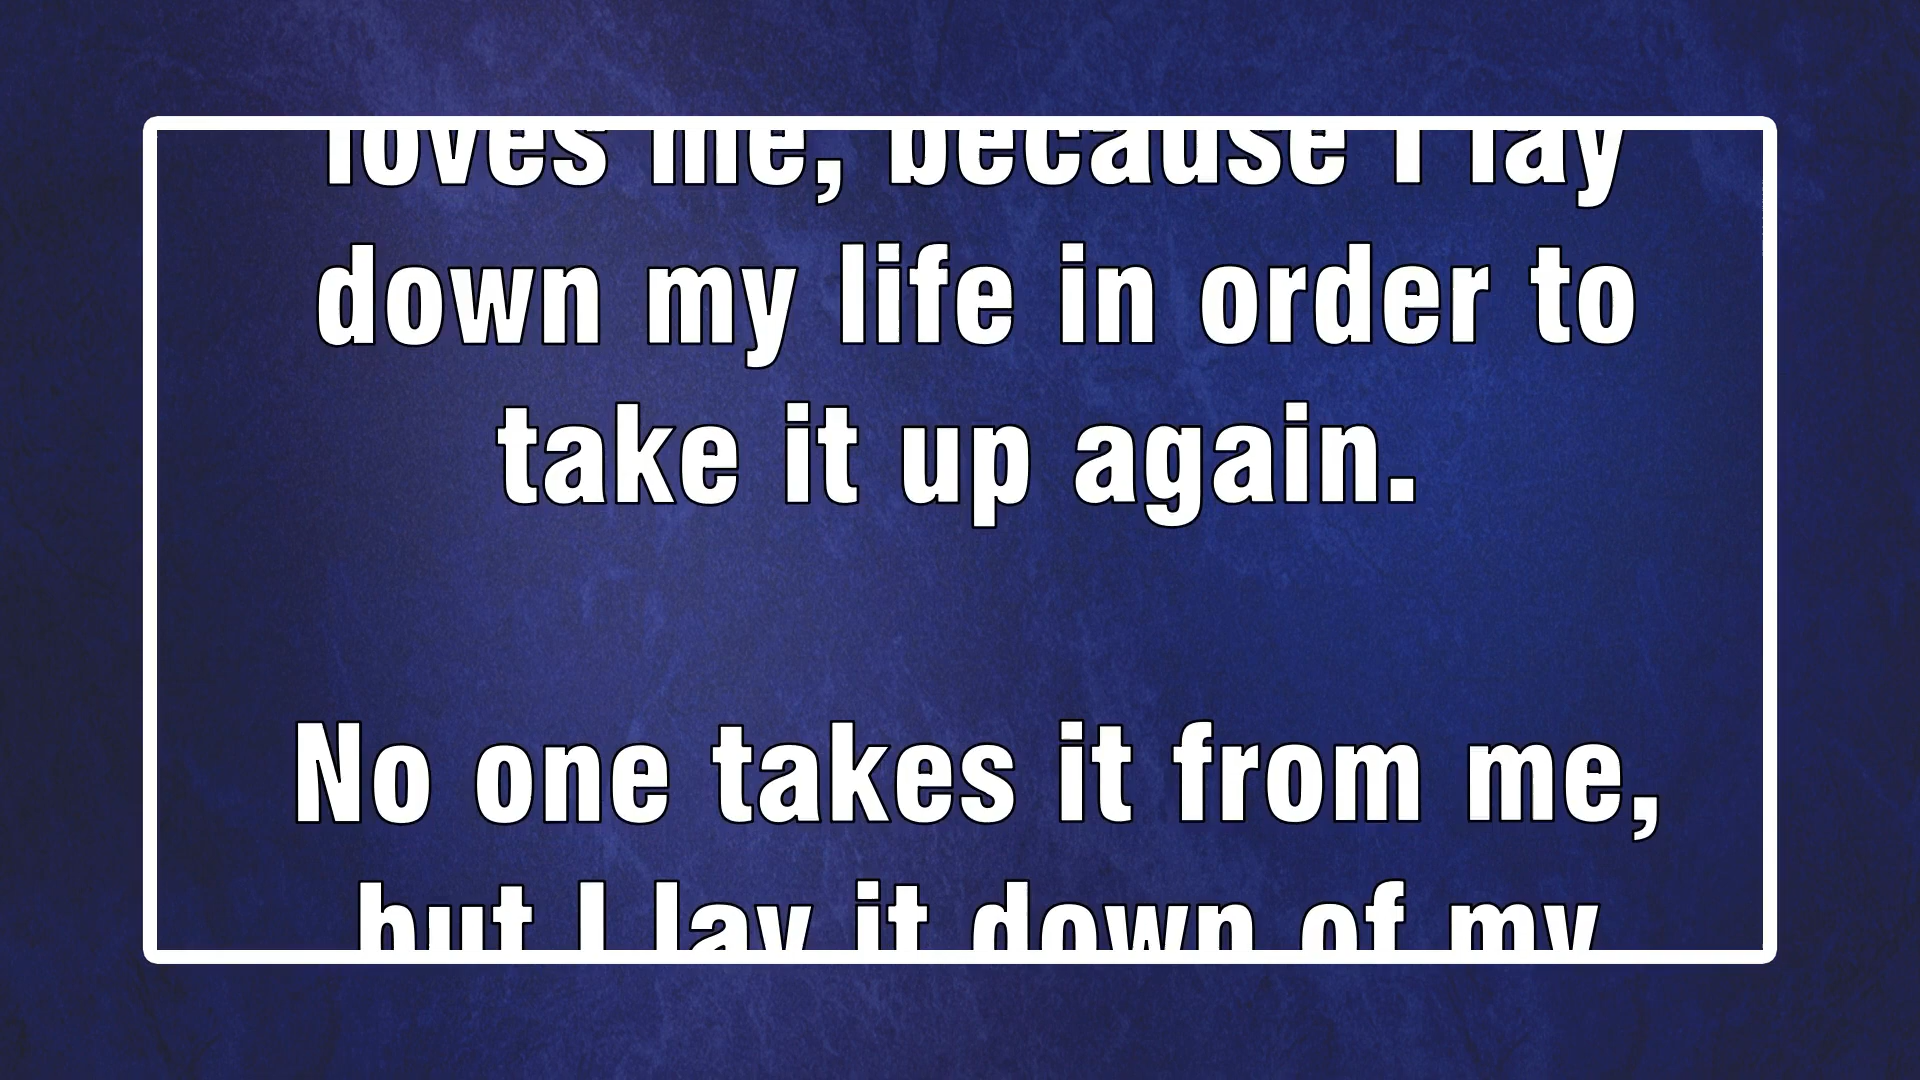 loves me, because I lay
down my life in order to
take it up again.
No one takes it from me,
but I lay it down of my